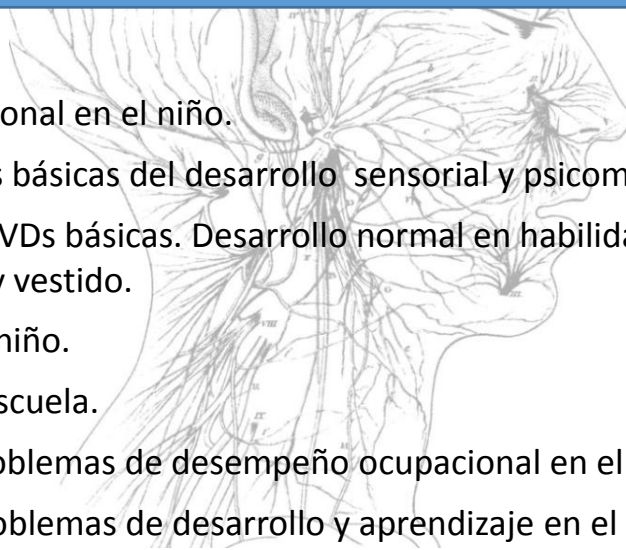 onal en el niño.
s básicas del desarrollo  sensorial y psicom
VDs básicas. Desarrollo normal en habilida
y vestido.
niño.
scuela.
oblemas de desempeño ocupacional en el
oblemas de desarrollo y aprendizaje en el